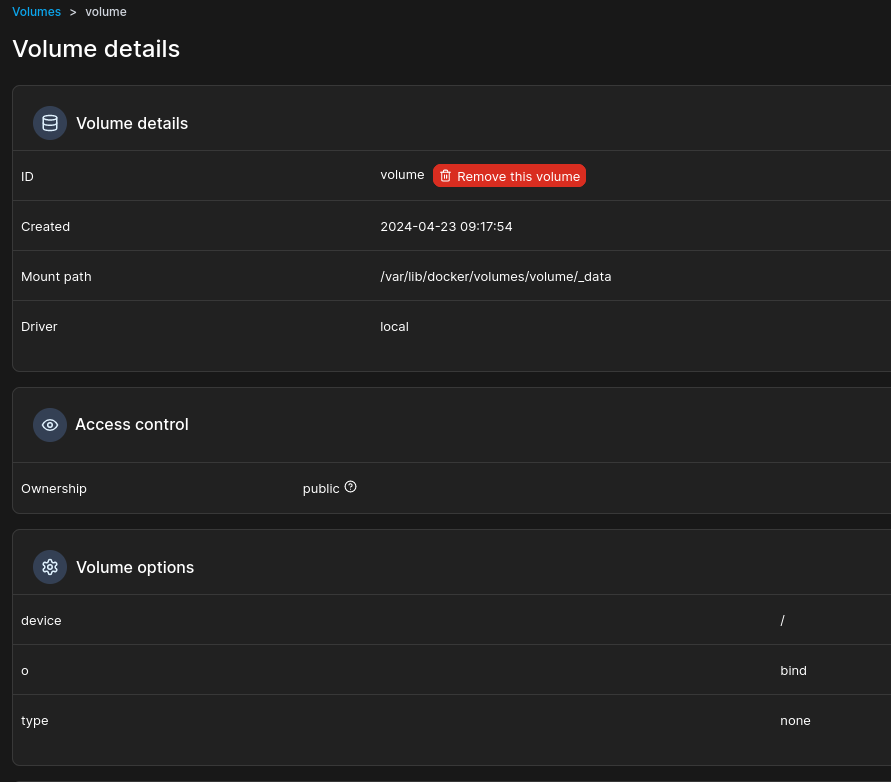 Volumes > volume
Volume details
Volume details
ID volume Remove this volume
Created 2024-04-23 09:17:54
Mount path /var/lib/docker/volumes/volume/_data
Driver local
Access control
Ownership public
Volume options
device /
o bind
type none